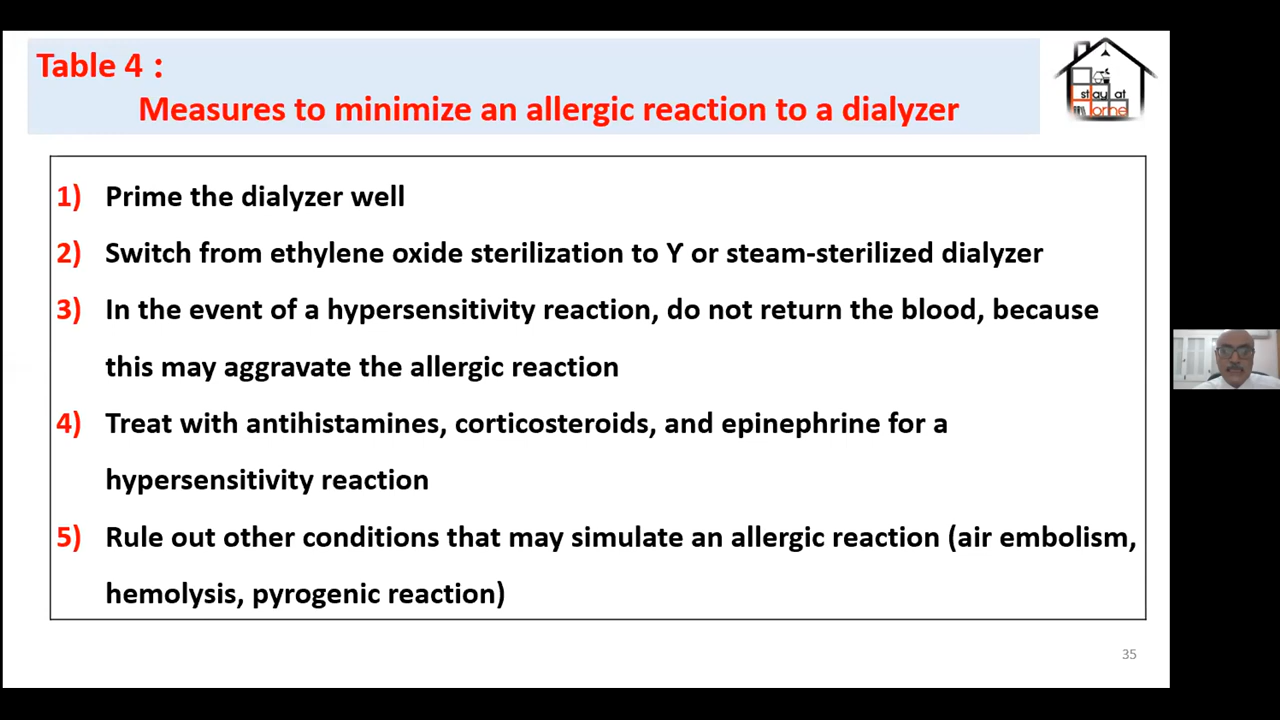 Table 4 :
Measures to minimize an allergic reaction to a dialyzer
stay at
home
1) Prime the dialyzer well
2) Switch from ethylene oxide sterilization to ϒ or steam-sterilized dialyzer
3) In the event of a hypersensitivity reaction, do not return the blood, because
this may aggravate the allergic reaction
4) Treat with antihistamines, corticosteroids, and epinephrine for a
hypersensitivity reaction
5) Rule out other conditions that may simulate an allergic reaction (air embolism,
hemolysis, pyrogenic reaction)
35